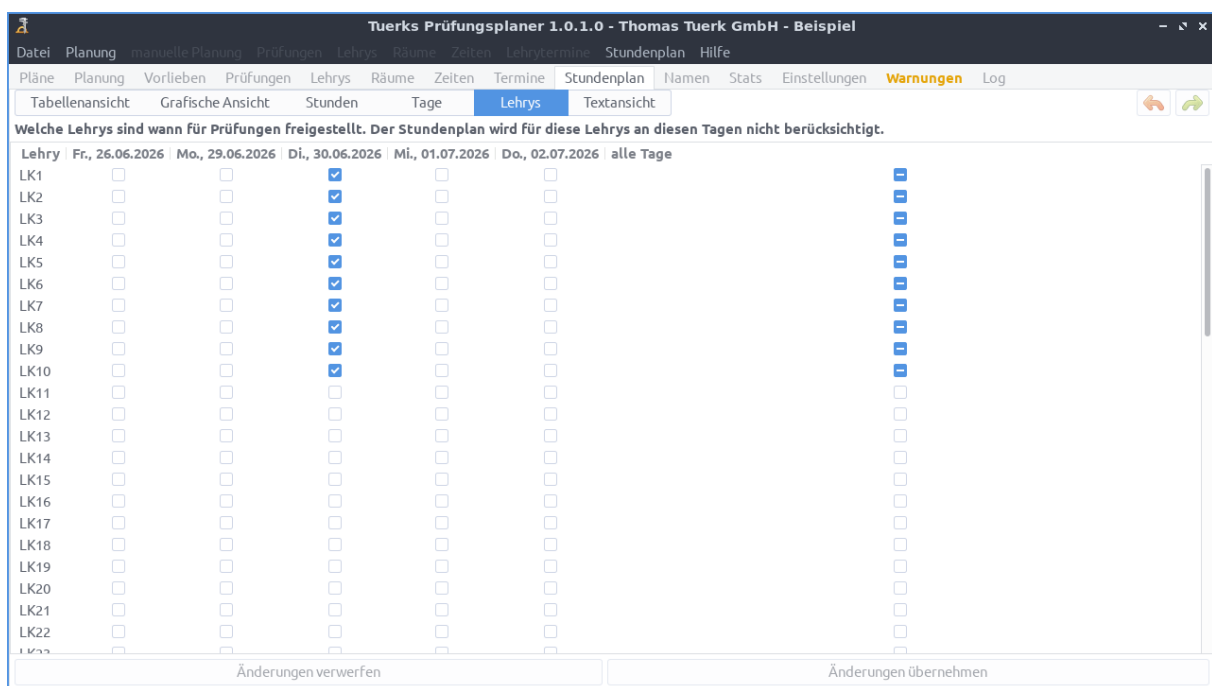 Tuerks Prüfungsplaner 1.0.1.0 - Thomas Tuerk GmbH - Beispiel
Datei Planung manuelle Planung Prüfungen Lehrys Räume Zeiten Lehrytermine Stundenplan Hilfe
Pläne Planung Vorlieben Prüfungen Lehrys Räume Zeiten Termine Stundenplan Namen Stats Einstellungen Warnungen Log
Tabellenansicht Grafische Ansicht Stunden Tage Lehrys Textansicht
Welche Lehrys sind wann für Prüfungen freigestellt. Der Stundenplan wird für diese Lehrys an diesen Tagen nicht berücksichtigt.
Lehry Fr., 26.06.2026 Mo., 29.06.2026 Di., 30.06.2026 Mi., 01.07.2026 Do., 02.07.2026 alle Tage
LK1
LK2
LK3
LK4
LK5
LK6
LK7
LK8
LK9
LK10
LK11
LK12
LK13
LK14
LK15
LK16
LK17
LK18
LK19
LK20
LK21
LK22
Änderungen verwerfen Änderungen übernehmen